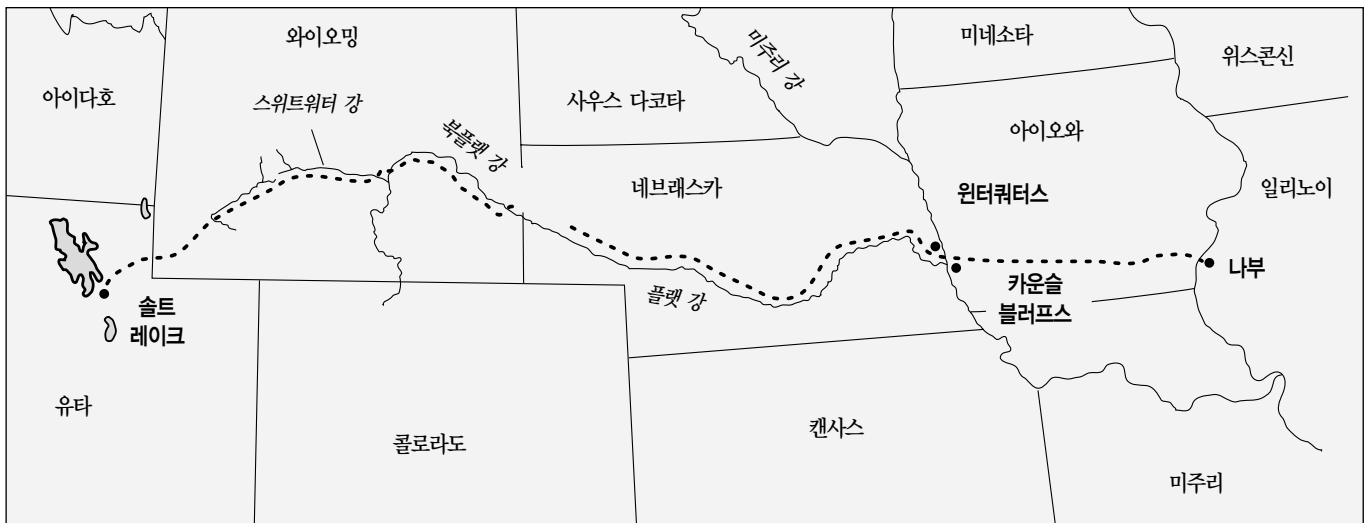 와이오밍
미네소타
미주리 강
위스콘신
아이다호
스위트워터 강
사우스 다코타
북플랫 강
아이오와
네브래스카
윈터쿼터스
일리노이
나부
카운슬
블러프스
플랫 강
솔트
레이크
유타
콜로라도
캔사스
미주리